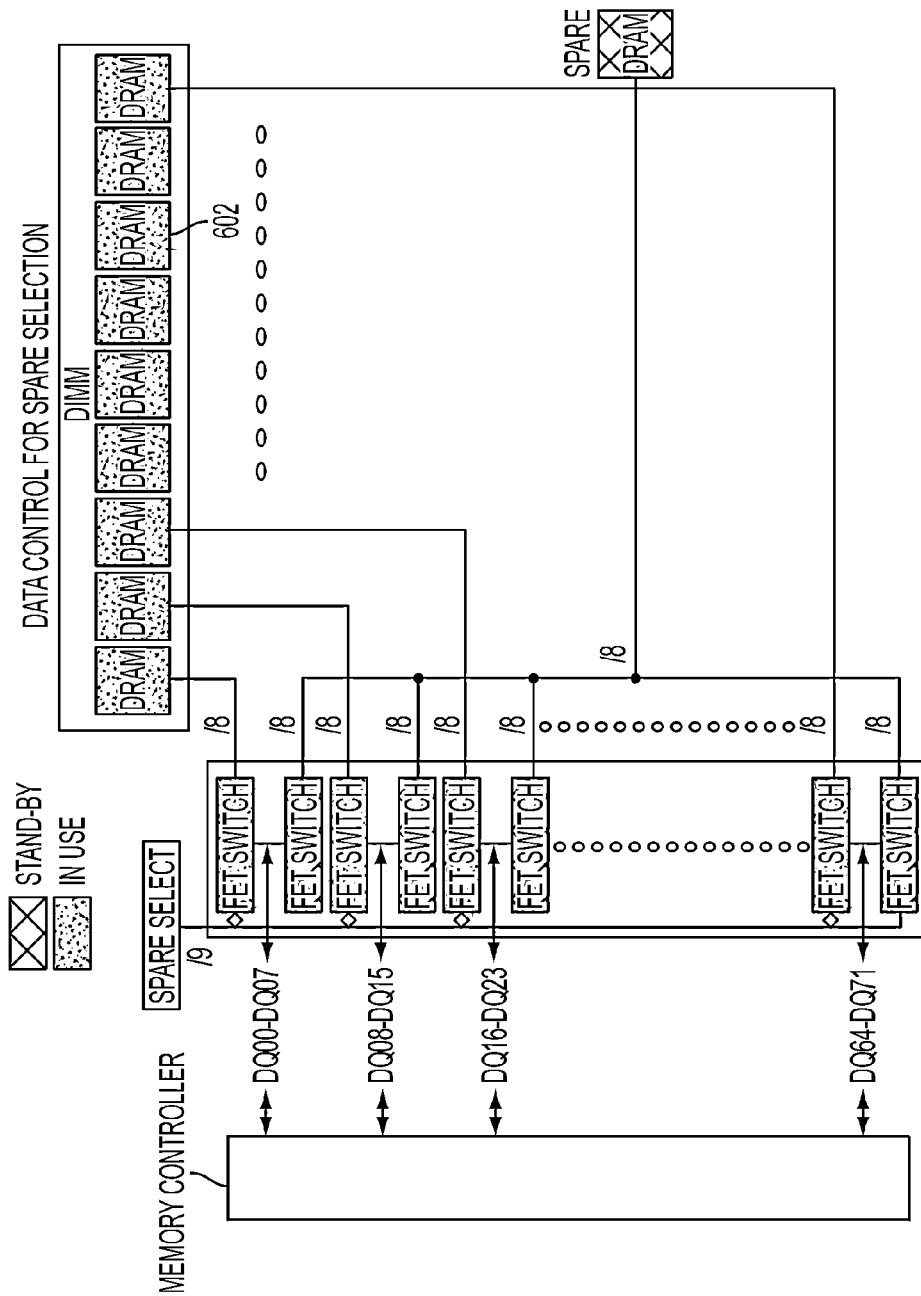 DATA CONTROL FOR SPARE SELECTION
STAND-BY
IN USE
DIMM
DRAM
DRAM
DRAM
DRAM
DRAM
DRAM
DRAM
DRAM
DRAM
602
SPARE SELECT
/9
MEMORY CONTROLLER
DQ00-DQ07
DQ08-DQ15
DQ16-DQ23
DQ64-DQ71
FET SWITCH
FET SWITCH
FET SWITCH
FET SWITCH
FET SWITCH
FET SWITCH
FET SWITCH
FET SWITCH
/8
/8
/8
/8
/8
/8
/8
/8
/8
SPARE
DRAM